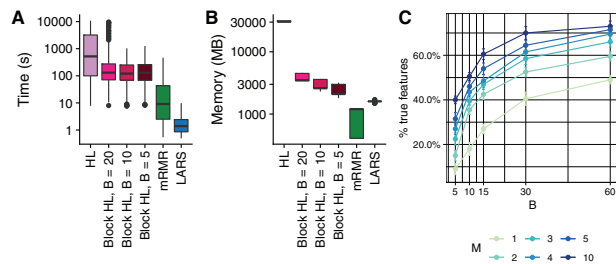 A
Time (s)
10000
1000
100
10
1
HL
Block HL, B = 20
Block HL, B = 10
Block HL, B = 5
mRMR
LARS
B
Memory (MB)
30000
10000
3000
1000
HL
Block HL, B = 20
Block HL, B = 10
Block HL, B = 5
mRMR
LARS
C
% true features
60.0%
40.0%
20.0%
5 10 15 30 60
B
M
1 3 5
2 4 10